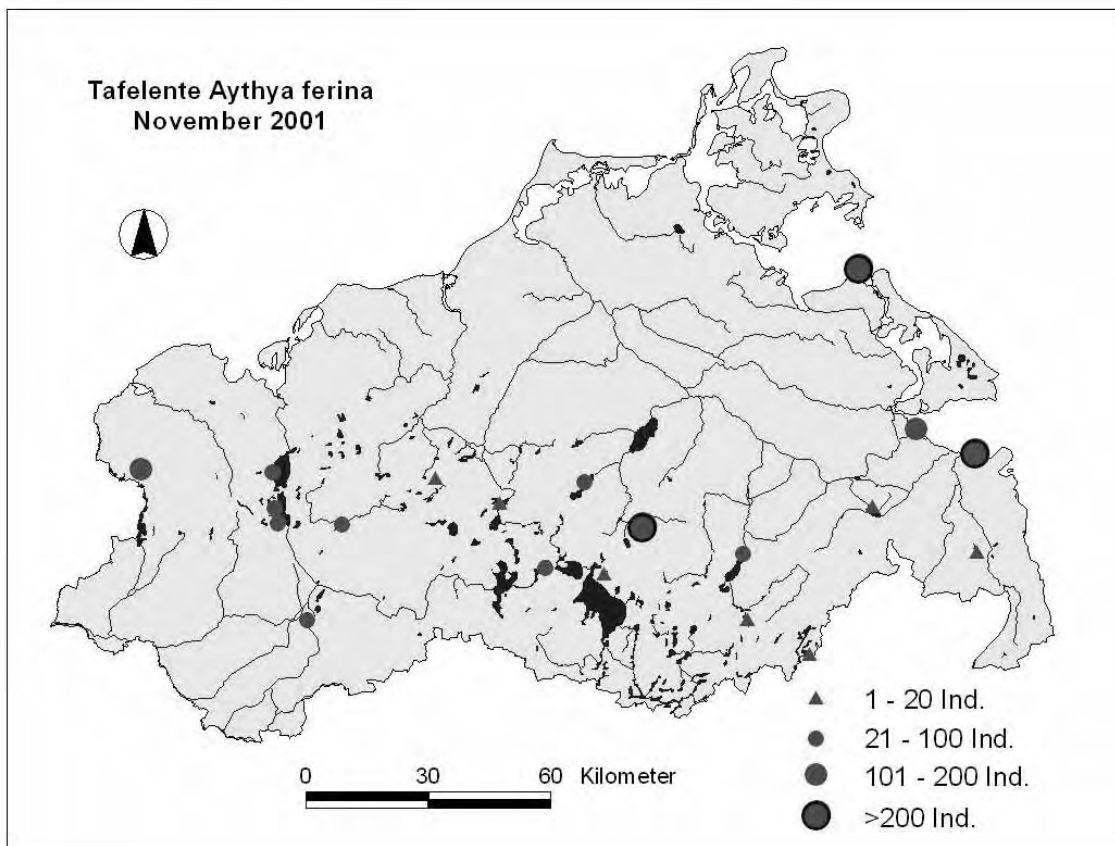 Tafelente Aythya ferina
November 2001
1 - 20 Ind.
21 - 100 Ind.
101 - 200 Ind.
>200 Ind.
0 30 60 Kilometer